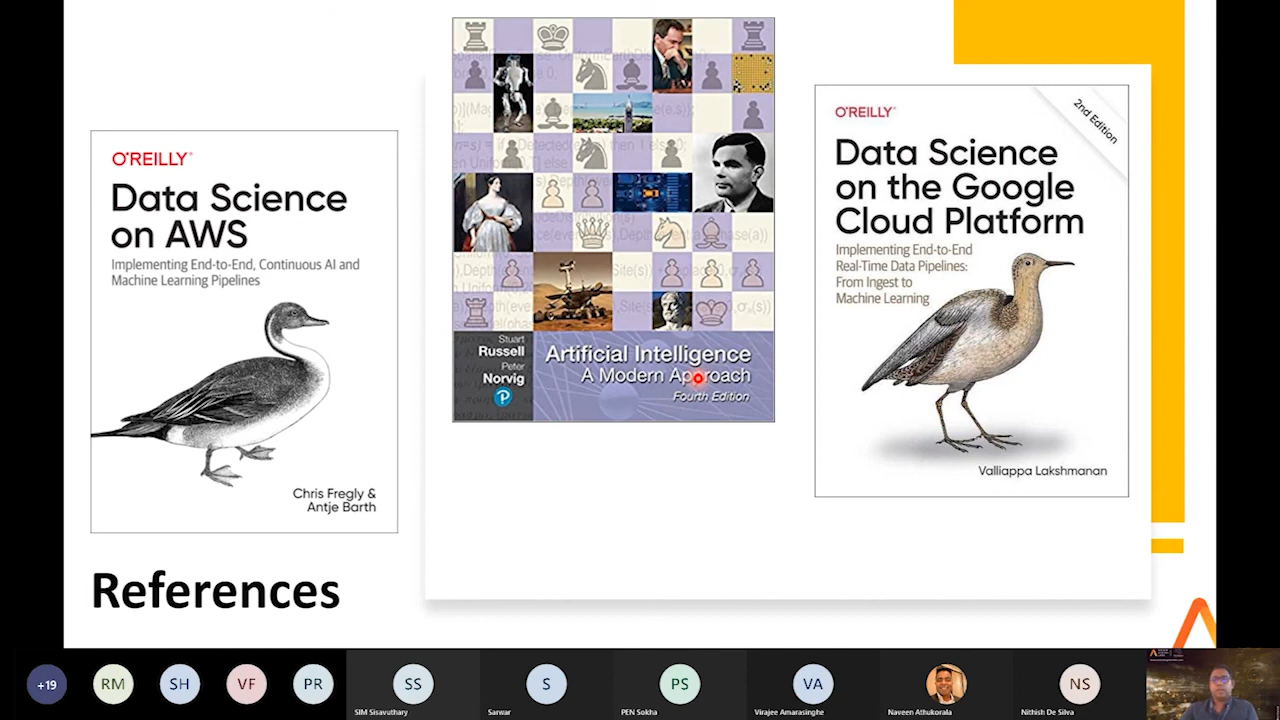 O'REILLY®
Data Science
on AWS
Implementing End-to-End, Continuous AI and
Machine Learning Pipelines
Chris Fregly &
Antje Barth
Stuart
Russell
Peter
Norvig
Artificial Intelligence
A Modern Approach
Fourth Edition
O'REILLY®
2nd Edition
Data Science
on the Google
Cloud Platform
Implementing End-to-End
Real-Time Data Pipelines:
From Ingest to
Machine Learning
Valliappa Lakshmanan
References
+19
RM
SH
VF
PR
SS
SIM Sisavuthary
S
Sarwar
PS
PEN Sokha
VA
Virajee Amarasinghe
Naveen Athukorala
NS
Nithish De Silva